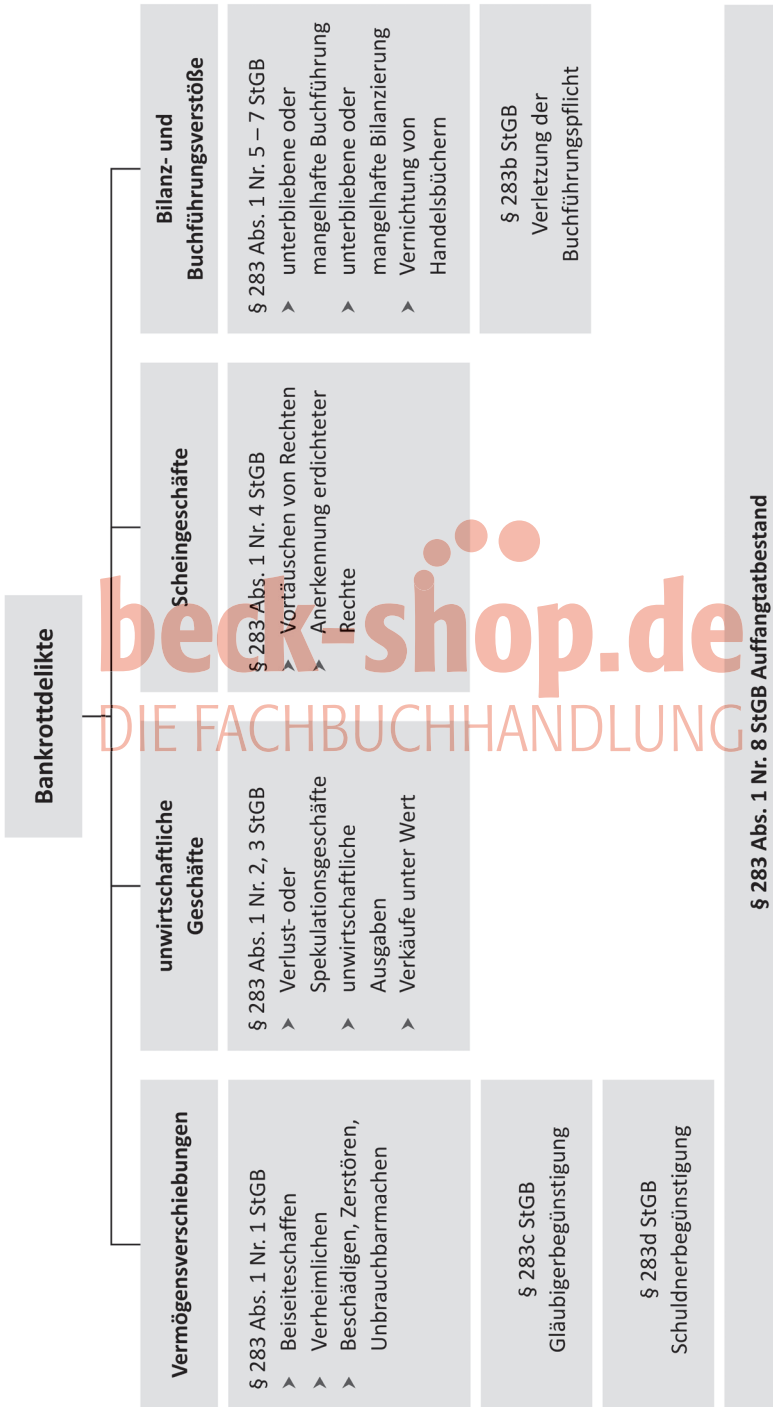 Bankrottdelikte
Vermögensverschiebungen
§ 283 Abs. 1 Nr. 1 StGB
➤ Beiseiteschaffen
➤ Verheimlichen
➤ Beschädigen, Zerstören,
Unbrauchbarmachen
§ 283c StGB
Gläubigerbegünstigung
§ 283d StGB
Schuldnerbegünstigung
unwirtschaftliche
Geschäfte
§ 283 Abs. 1 Nr. 2, 3 StGB
➤ Verlust- oder
Spekulationsgeschäfte
➤ unwirtschaftliche
Ausgaben
➤ Verkäufe unter Wert
Scheingeschäfte
§ 283 Abs. 1 Nr. 4 StGB
➤ Vortäuschen von Rechten
➤ Anerkennung erdichteter
Rechte
Bilanz- und
Buchführungsverstöße
§ 283 Abs. 1 Nr. 5 – 7 StGB
➤ unterbliebene oder
mangelhafte Buchführung
➤ unterbliebene oder
mangelhafte Bilanzierung
➤ Vernichtung von
Handelsbüchern
§ 283b StGB
Verletzung der
Buchführungspflicht
§ 283 Abs. 1 Nr. 8 StGB Auffangtatbestand
beck-shop.de
DIE FACHBUCHHANDLUNG